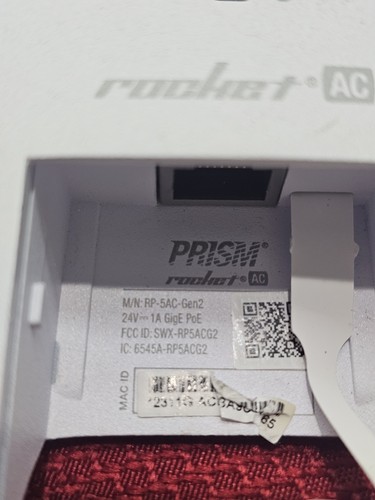 rocket® AC
PRISM®
rocket® AC
M/N: RP-5AC-Gen2
24V⎓ 1A GigE PoE
FCC ID: SWX-RP5ACG2
IC: 6545A-RP5ACG2
MAC ID